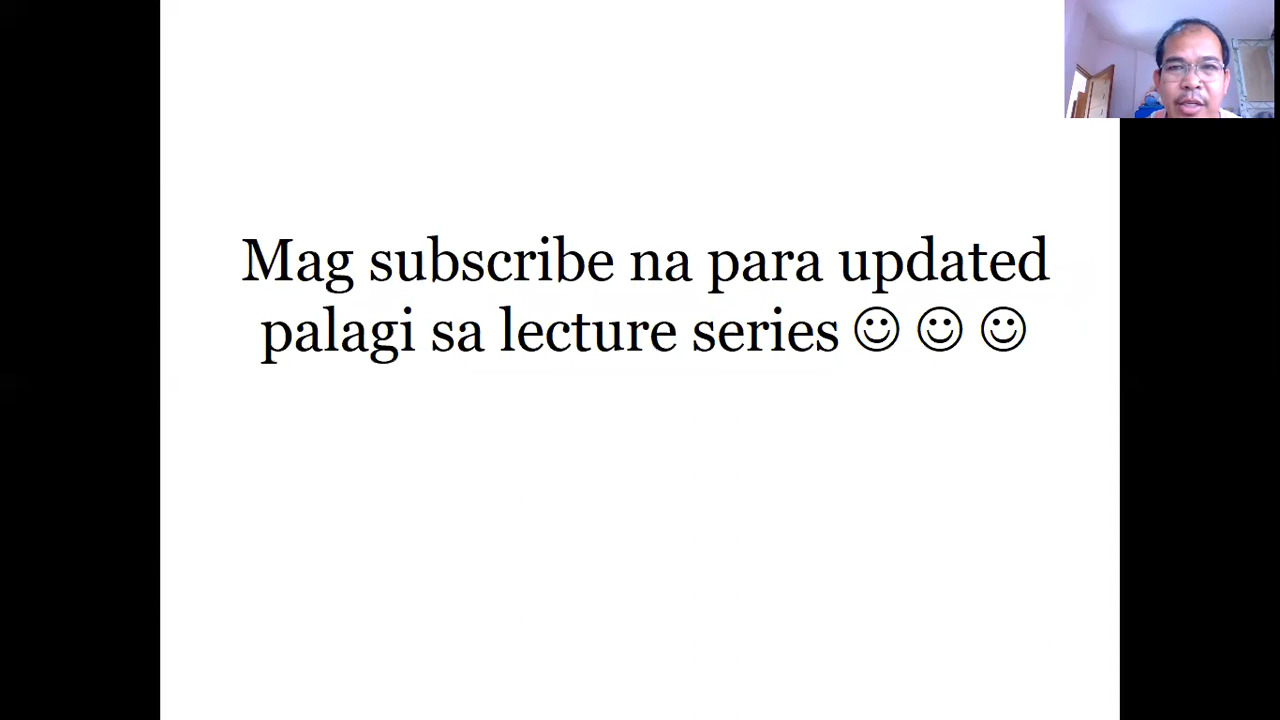 Mag subscribe na para updated
palagi sa lecture series ☺ ☺ ☺